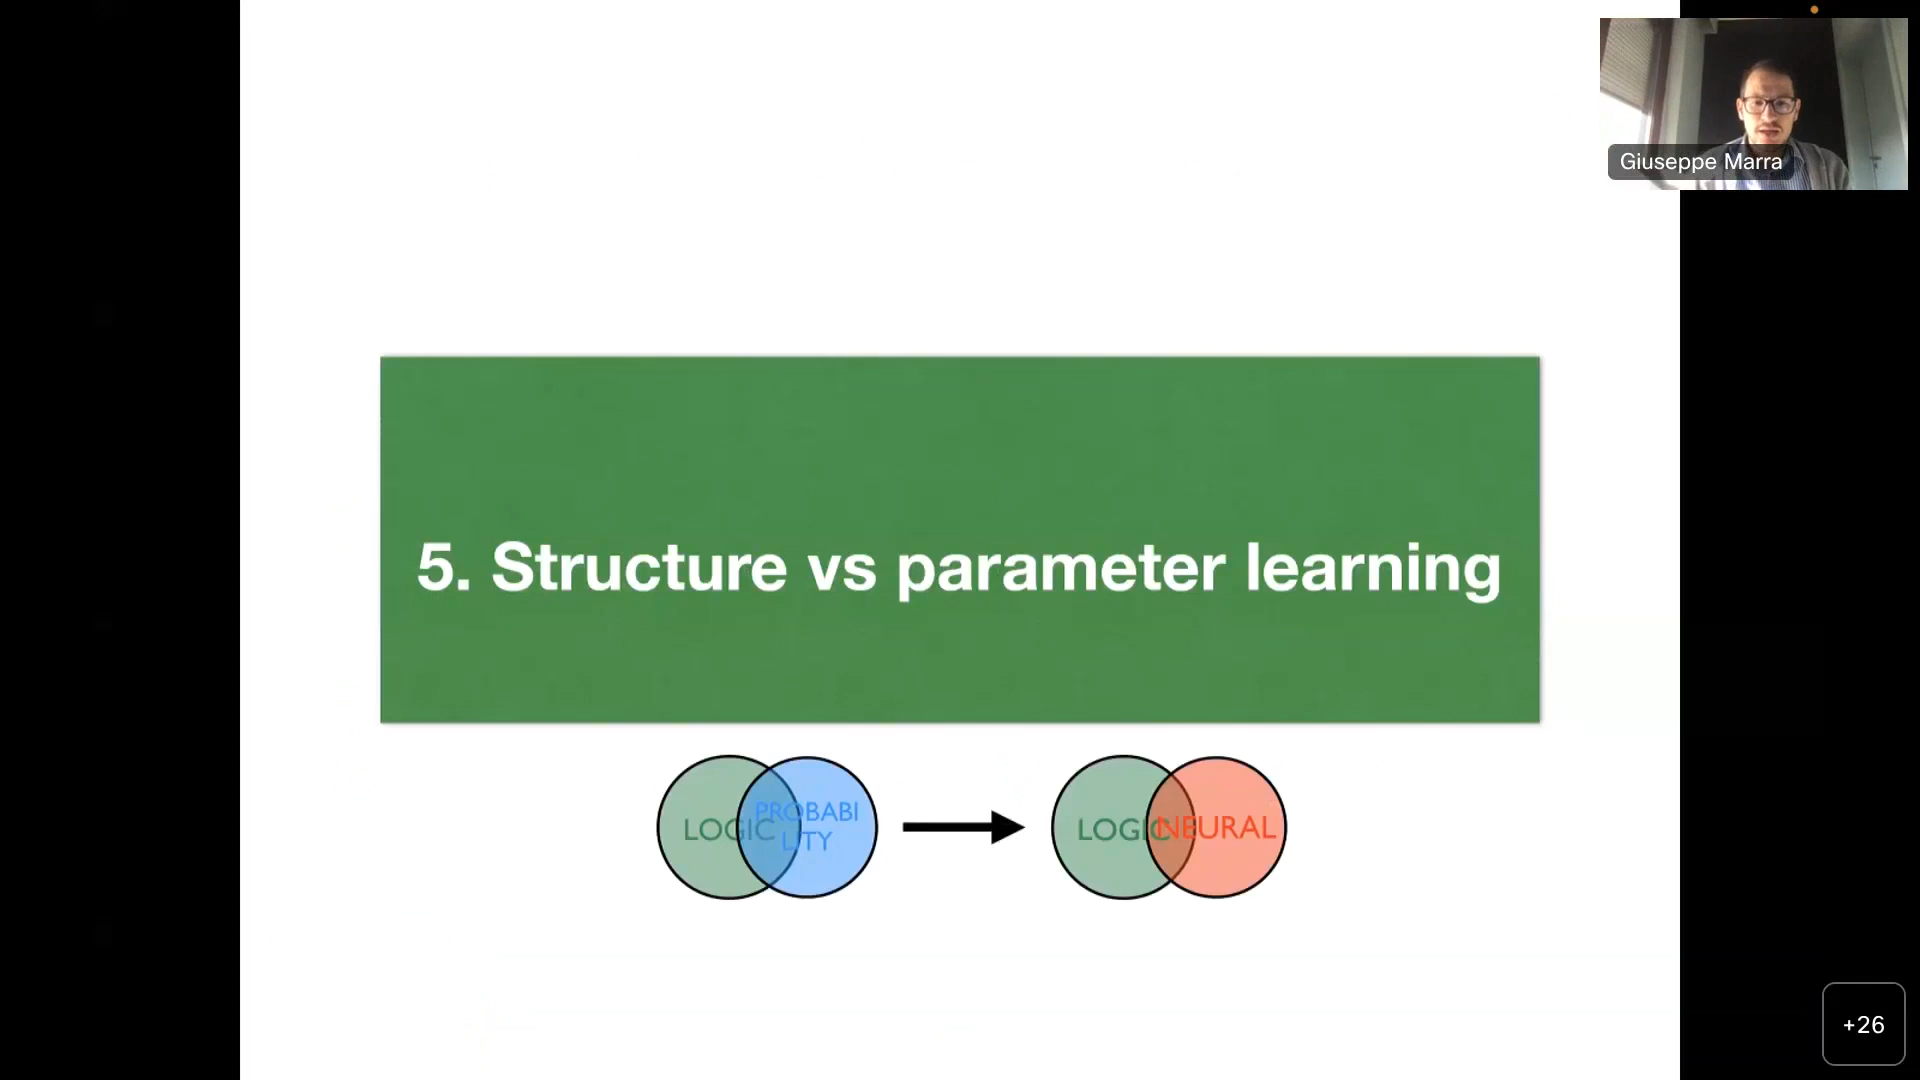 Giuseppe Marra
5. Structure vs parameter learning
LOGIC
PROBABI
LITY
LOGIC
NEURAL
+26